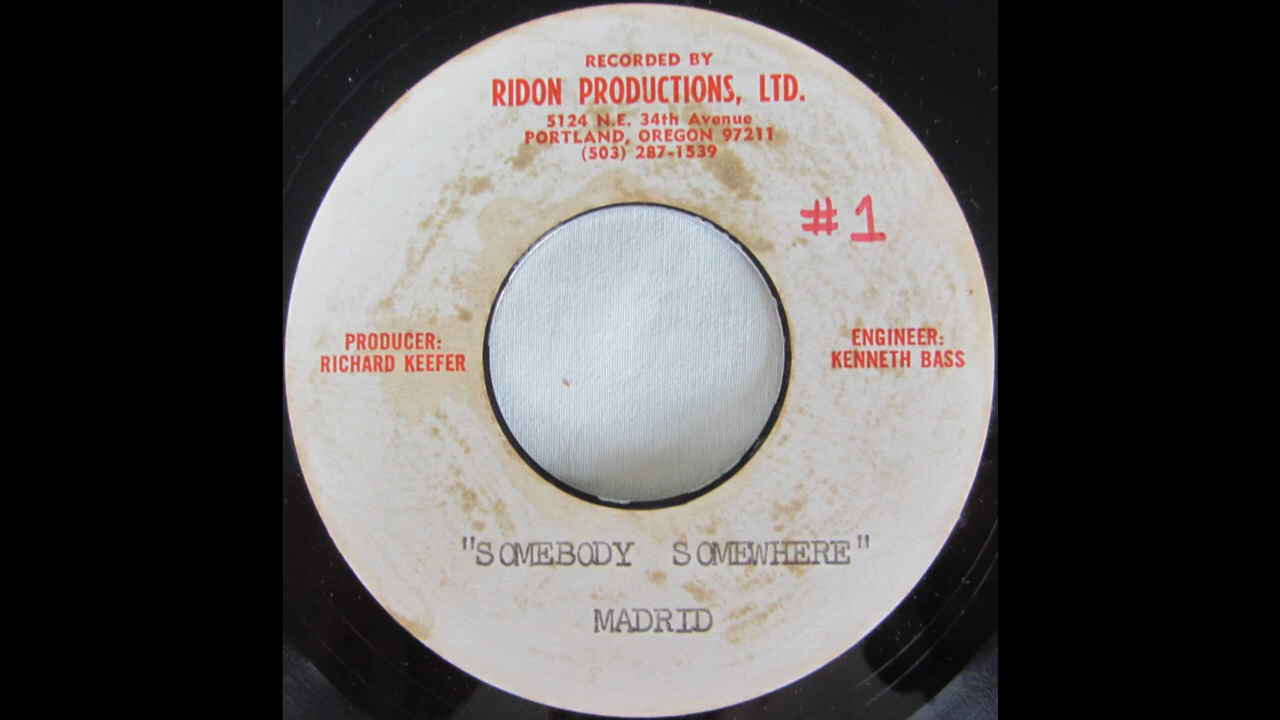 RECORDED BY
RIDON PRODUCTIONS, LTD.
5124 N.E. 34th Avenue
PORTLAND, OREGON 97211
(503) 287-1539
#1
PRODUCER:
RICHARD KEEFER
ENGINEER:
KENNETH BASS
"SOMEBODY SOMEWHERE"
MADRID